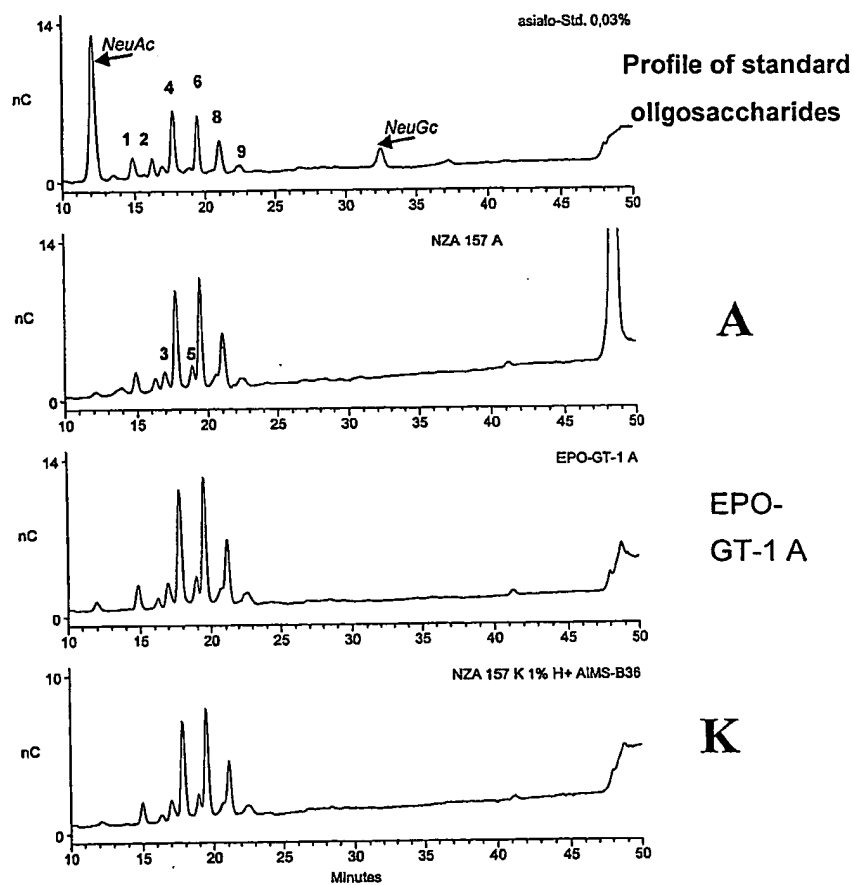 14
asialo-Std. 0,03%
NeuAc
4
6
Profile of standard
oligosaccharides
nC
1 2
8
9
NeuGc
0
10 15 20 25 30 35 40 45 50
14
NZA 157 A
nC
3
5
A
0
10 15 20 25 30 35 40 45 50
14
EPO-GT-1 A
nC
EPO-
GT-1 A
0
10 15 20 25 30 35 40 45 50
10
NZA 157 K 1% H+ AIMS-B36
nC
K
0
10 15 20 25 30 35 40 45 50
Minutes